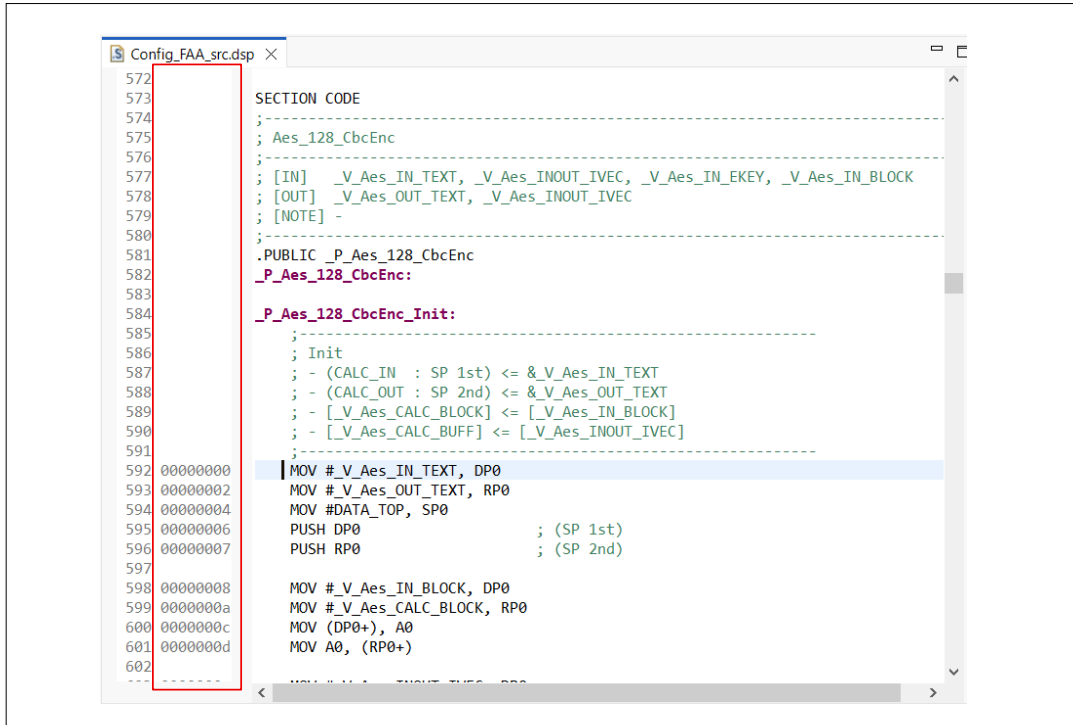 Config_FAA_src.dsp
572
573 SECTION CODE
574 ;------------------------------------------------------------------------------
575 ; Aes_128_CbcEnc
576 ;------------------------------------------------------------------------------
577 ; [IN]   _V_Aes_IN_TEXT, _V_Aes_INOUT_IVEC, _V_Aes_IN_EKEY, _V_Aes_IN_BLOCK
578 ; [OUT]  _V_Aes_OUT_TEXT, _V_Aes_INOUT_IVEC
579 ; [NOTE] -
580 ;------------------------------------------------------------------------------
581 .PUBLIC _P_Aes_128_CbcEnc
582 _P_Aes_128_CbcEnc:
583
584 _P_Aes_128_CbcEnc_Init:
585 ;-----------------------------------------------------------
586 ; Init
587 ; - (CALC_IN  : SP 1st) <= &_V_Aes_IN_TEXT
588 ; - (CALC_OUT : SP 2nd) <= &_V_Aes_OUT_TEXT
589 ; - [_V_Aes_CALC_BLOCK] <= [_V_Aes_IN_BLOCK]
590 ; - [_V_Aes_CALC_BUFF] <= [_V_Aes_INOUT_IVEC]
591 ;-----------------------------------------------------------
592 00000000 MOV #_V_Aes_IN_TEXT, DP0
593 00000002 MOV #_V_Aes_OUT_TEXT, RP0
594 00000004 MOV #DATA_TOP, SP0
595 00000006 PUSH DP0 ; (SP 1st)
596 00000007 PUSH RP0 ; (SP 2nd)
597
598 00000008 MOV #_V_Aes_IN_BLOCK, DP0
599 0000000a MOV #_V_Aes_CALC_BLOCK, RP0
600 0000000c MOV (DP0+), A0
601 0000000d MOV A0, (RP0+)
602